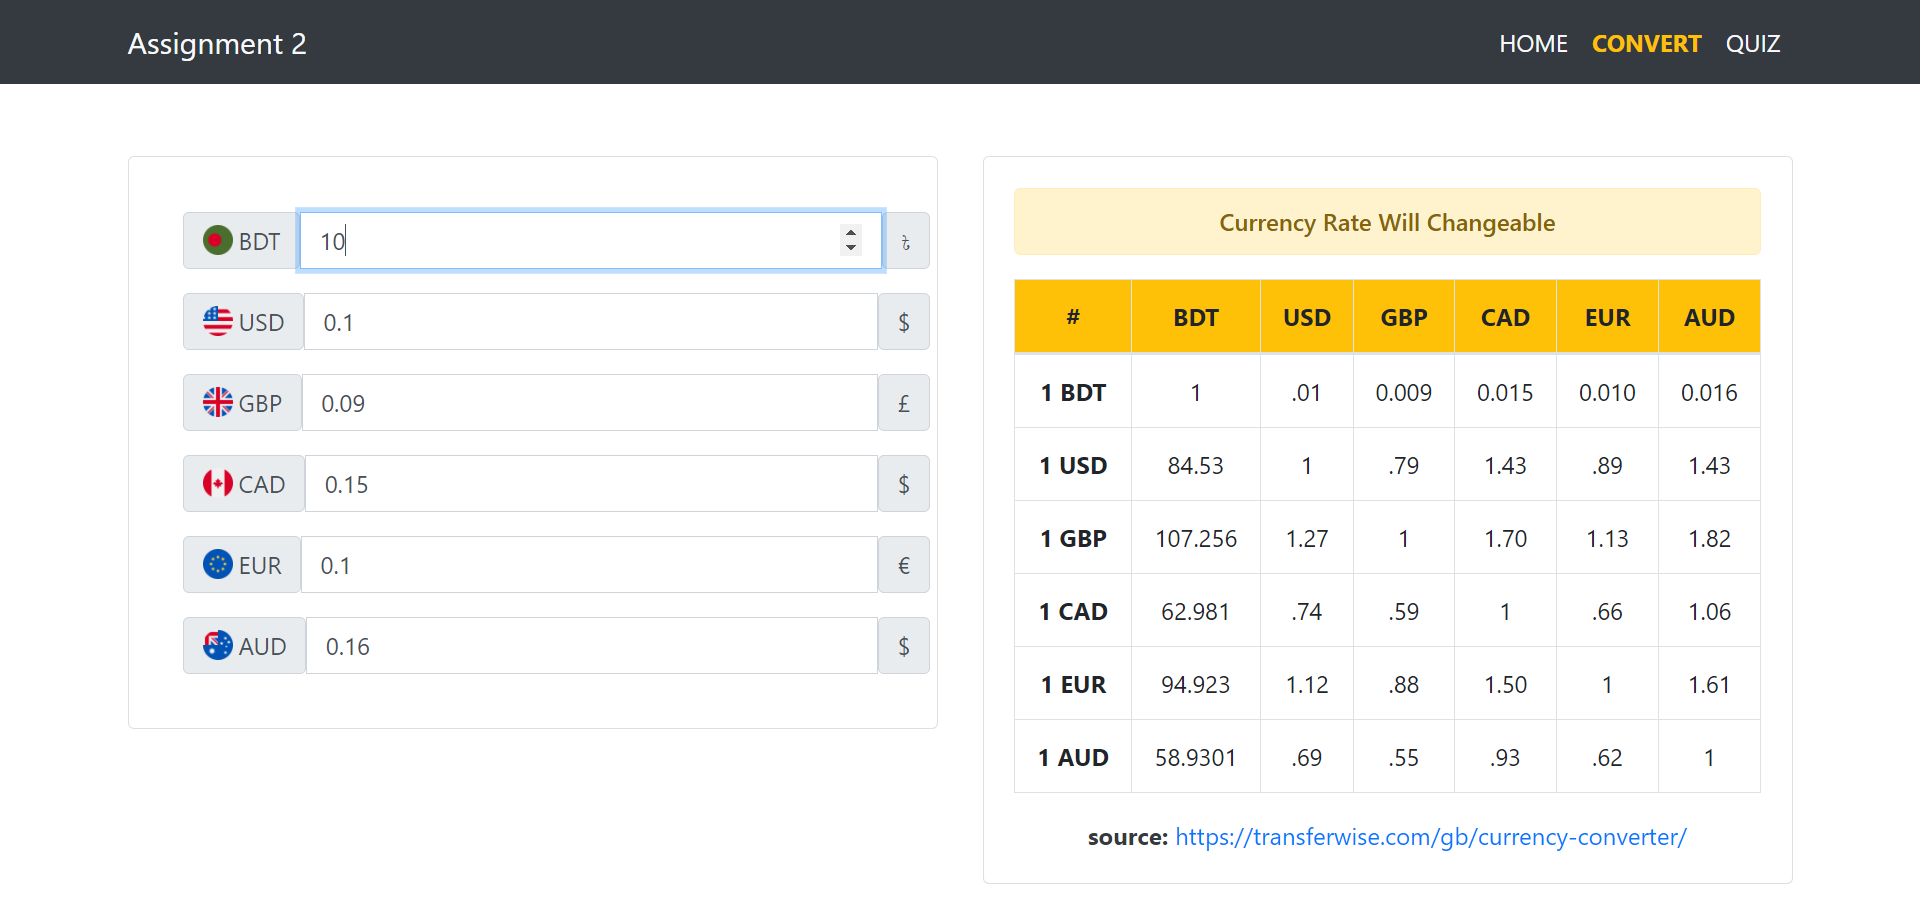 Assignment 2
HOME CONVERT QUIZ
BDT 10 ৳
USD 0.1 $
GBP 0.09 £
CAD 0.15 $
EUR 0.1 €
AUD 0.16 $
Currency Rate Will Changeable
# BDT USD GBP CAD EUR AUD
1 BDT 1 .01 0.009 0.015 0.010 0.016
1 USD 84.53 1 .79 1.43 .89 1.43
1 GBP 107.256 1.27 1 1.70 1.13 1.82
1 CAD 62.981 .74 .59 1 .66 1.06
1 EUR 94.923 1.12 .88 1.50 1 1.61
1 AUD 58.9301 .69 .55 .93 .62 1
source: https://transferwise.com/gb/currency-converter/